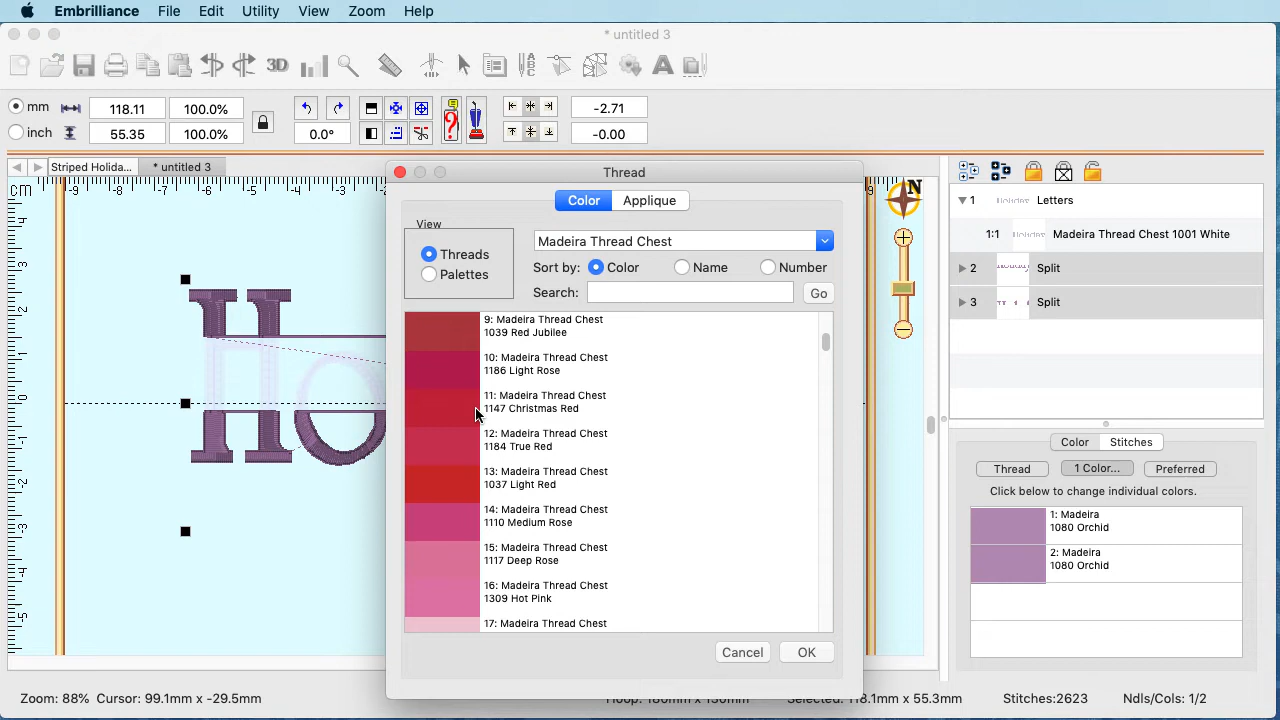 Embrilliance File Edit Utility View Zoom Help
* untitled 3
3D
ABC
A
mm 118.11 100.0% -2.71
inch 55.35 100.0% 0.0° -0.00
Striped Holida... * untitled 3
cm
N
Thread
Color Applique
View
Threads
Palettes
Madeira Thread Chest
Sort by: Color Name Number
Search: Go
9: Madeira Thread Chest
1039 Red Jubilee
10: Madeira Thread Chest
1186 Light Rose
11: Madeira Thread Chest
1147 Christmas Red
12: Madeira Thread Chest
1184 True Red
13: Madeira Thread Chest
1037 Light Red
14: Madeira Thread Chest
1110 Medium Rose
15: Madeira Thread Chest
1117 Deep Rose
16: Madeira Thread Chest
1309 Hot Pink
17: Madeira Thread Chest
Cancel OK
1 Letters
1:1 Madeira Thread Chest 1001 White
2 Split
3 Split
Color Stitches
Thread 1 Color... Preferred
Click below to change individual colors.
1: Madeira
1080 Orchid
2: Madeira
1080 Orchid
Zoom: 88% Cursor: 99.1mm x -29.5mm Hoop: 180mm x 130mm Selected: 118.1mm x 55.3mm Stitches:2623 Ndls/Cols: 1/2